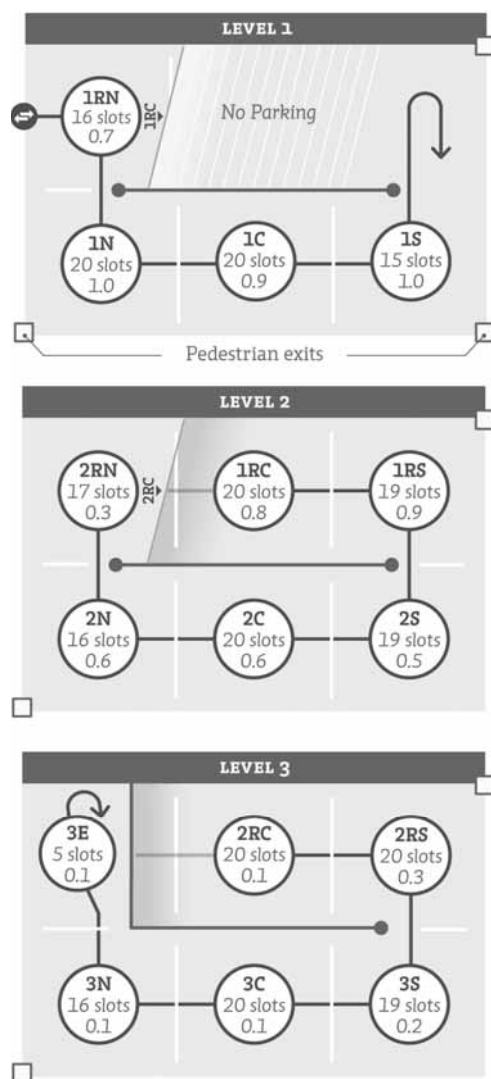 LEVEL 1
1RN
16 slots
0.7
1RC
No Parking
1N
20 slots
1.0
1C
20 slots
0.9
1S
15 slots
1.0
Pedestrian exits
LEVEL 2
2RN
17 slots
0.3
2RC
1RC
20 slots
0.8
1RS
19 slots
0.9
2N
16 slots
0.6
2C
20 slots
0.6
2S
19 slots
0.5
LEVEL 3
3E
5 slots
0.1
2RC
20 slots
0.1
2RS
20 slots
0.3
3N
16 slots
0.1
3C
20 slots
0.1
3S
19 slots
0.2